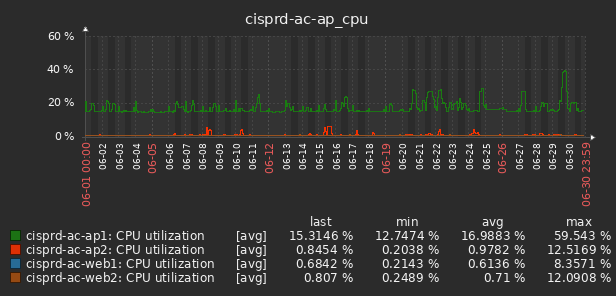 cisprd-ac-ap_cpu
60 %
40 %
20 %
0 %
06-01 00:00 06-02 06-03 06-04 06-05 06-06 06-07 06-08 06-09 06-10 06-11 06-12 06-13 06-14 06-15 06-16 06-17 06-18 06-19 06-20 06-21 06-22 06-23 06-24 06-25 06-26 06-27 06-28 06-29 06-30 06-30 23:59
last min avg max
cisprd-ac-ap1: CPU utilization [avg] 15.3146 % 12.7474 % 16.9883 % 59.543 %
cisprd-ac-ap2: CPU utilization [avg] 0.8454 % 0.2038 % 0.9782 % 12.5169 %
cisprd-ac-web1: CPU utilization [avg] 0.6842 % 0.2143 % 0.6136 % 8.3571 %
cisprd-ac-web2: CPU utilization [avg] 0.807 % 0.2489 % 0.71 % 12.0908 %